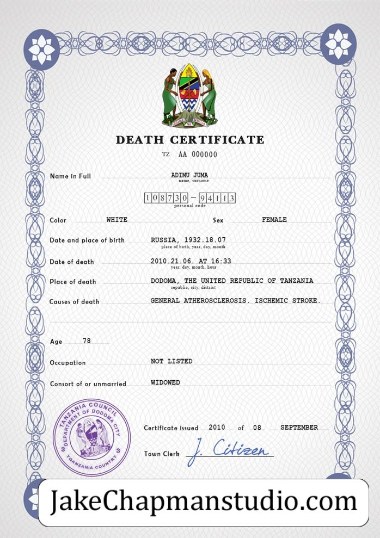 DEATH CERTIFICATE
TZ AA 000000
Name In Full ADIMU JUMA
name, surname
108730 - 94113
personal code
Color WHITE Sex FEMALE
Date and place of birth RUSSIA, 1932.18.07
place of birth, year, day, month
Date of death 2010.21.06. AT 16:33
year, day, month, hour
Place of death DODOMA, THE UNITED REPUBLIC OF TANZANIA
republic, city, district
Causes of death GENERAL ATHEROSCLEROSIS. ISCHEMIC STROKE.
Age 78
Occupation NOT LISTED
Consort of or unmarried WIDOWED
TANZANIA COUNCIL
DEPARTMENT OF DODOMA CITY
Certificate issued 2010 of 08 SEPTEMBER
Town Clerk J. Citizen
JakeChapmanstudio.com